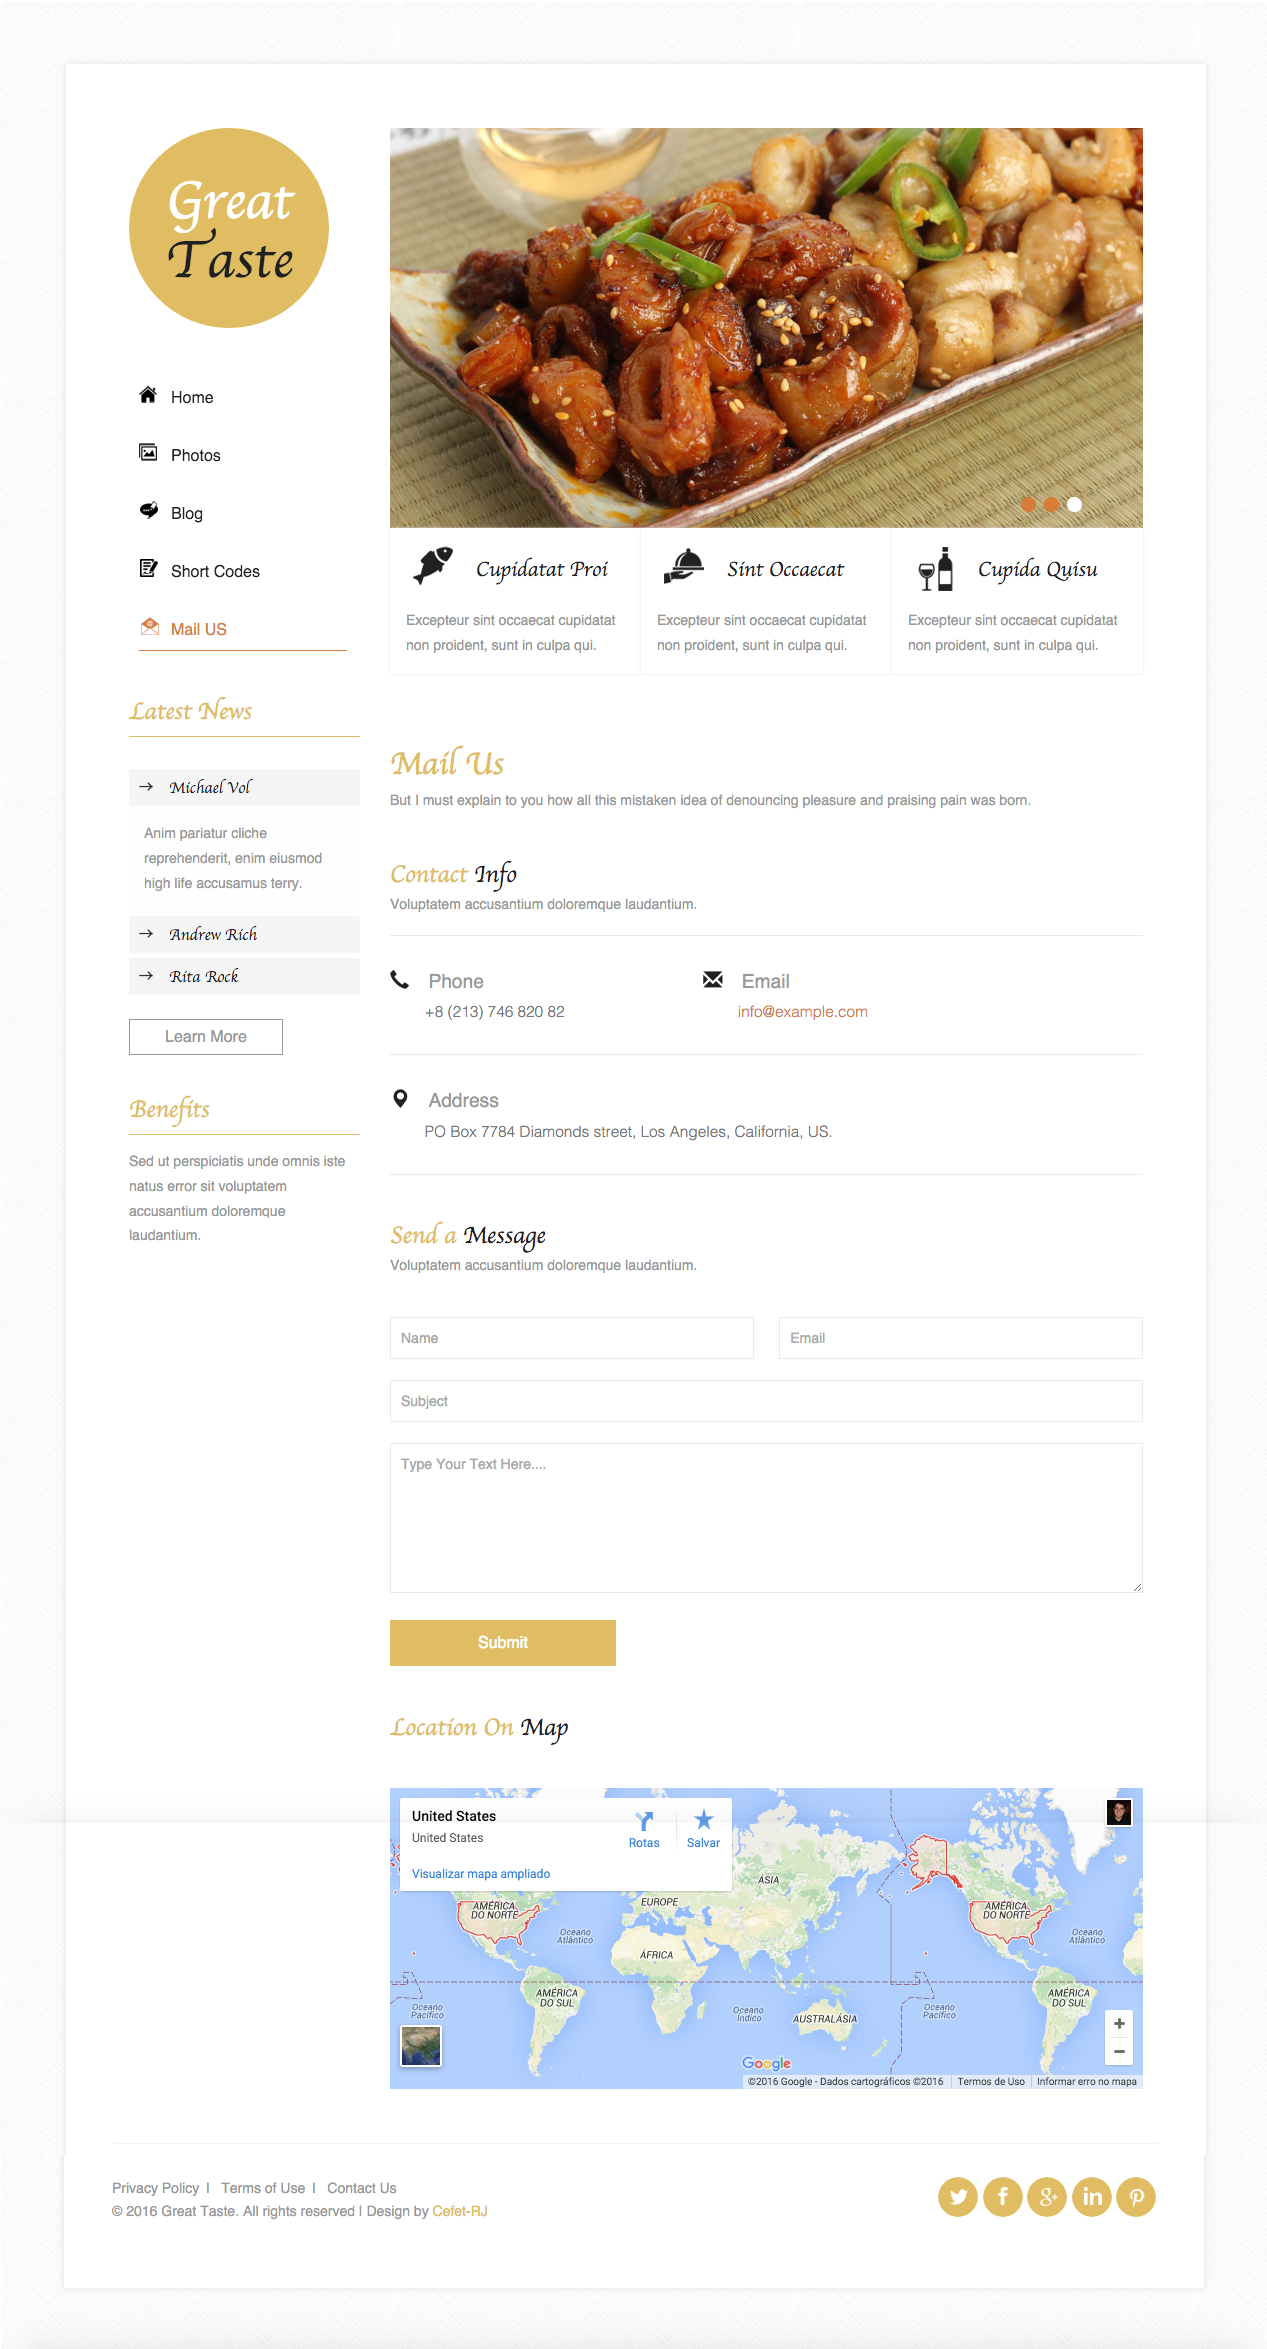 Great
Taste
Home
Photos
Blog
Short Codes
Mail US
Latest News
Michael Vol
Anim pariatur cliche
reprehenderit, enim eiusmod
high life accusamus terry.
Andrew Rich
Rita Rock
Learn More
Benefits
Sed ut perspiciatis unde omnis iste
natus error sit voluptatem
accusantium doloremque
laudantium.
Cupidatat Proi
Excepteur sint occaecat cupidatat
non proident, sunt in culpa qui.
Sint Occaecat
Excepteur sint occaecat cupidatat
non proident, sunt in culpa qui.
Cupida Quisu
Excepteur sint occaecat cupidatat
non proident, sunt in culpa qui.
Mail Us
But I must explain to you how all this mistaken idea of denouncing pleasure and praising pain was born.
Contact Info
Voluptatem accusantium doloremque laudantium.
Phone
+8 (213) 746 820 82
Email
info@example.com
Address
PO Box 7784 Diamonds street, Los Angeles, California, US.
Send a Message
Voluptatem accusantium doloremque laudantium.
Name
Email
Subject
Type Your Text Here....
Submit
Location On Map
United States
United States
Visualizar mapa ampliado
Rotas
Salvar
ÁSIA
EUROPE
AMÉRICA
DO NORTE
AMÉRICA
DO NORTE
Oceano
Atlântico
Oceano
Atlântico
ÁFRICA
AMÉRICA
DO SUL
AMÉRICA
DO SUL
Oceano
Pacífico
Oceano
Índico
AUSTRALÁSIA
Oceano
Pacífico
+
−
Google
©2016 Google - Dados cartográficos ©2016
Termos de Uso
Informar erro no mapa
Privacy Policy | Terms of Use | Contact Us
© 2016 Great Taste. All rights reserved | Design by Cefet-RJ